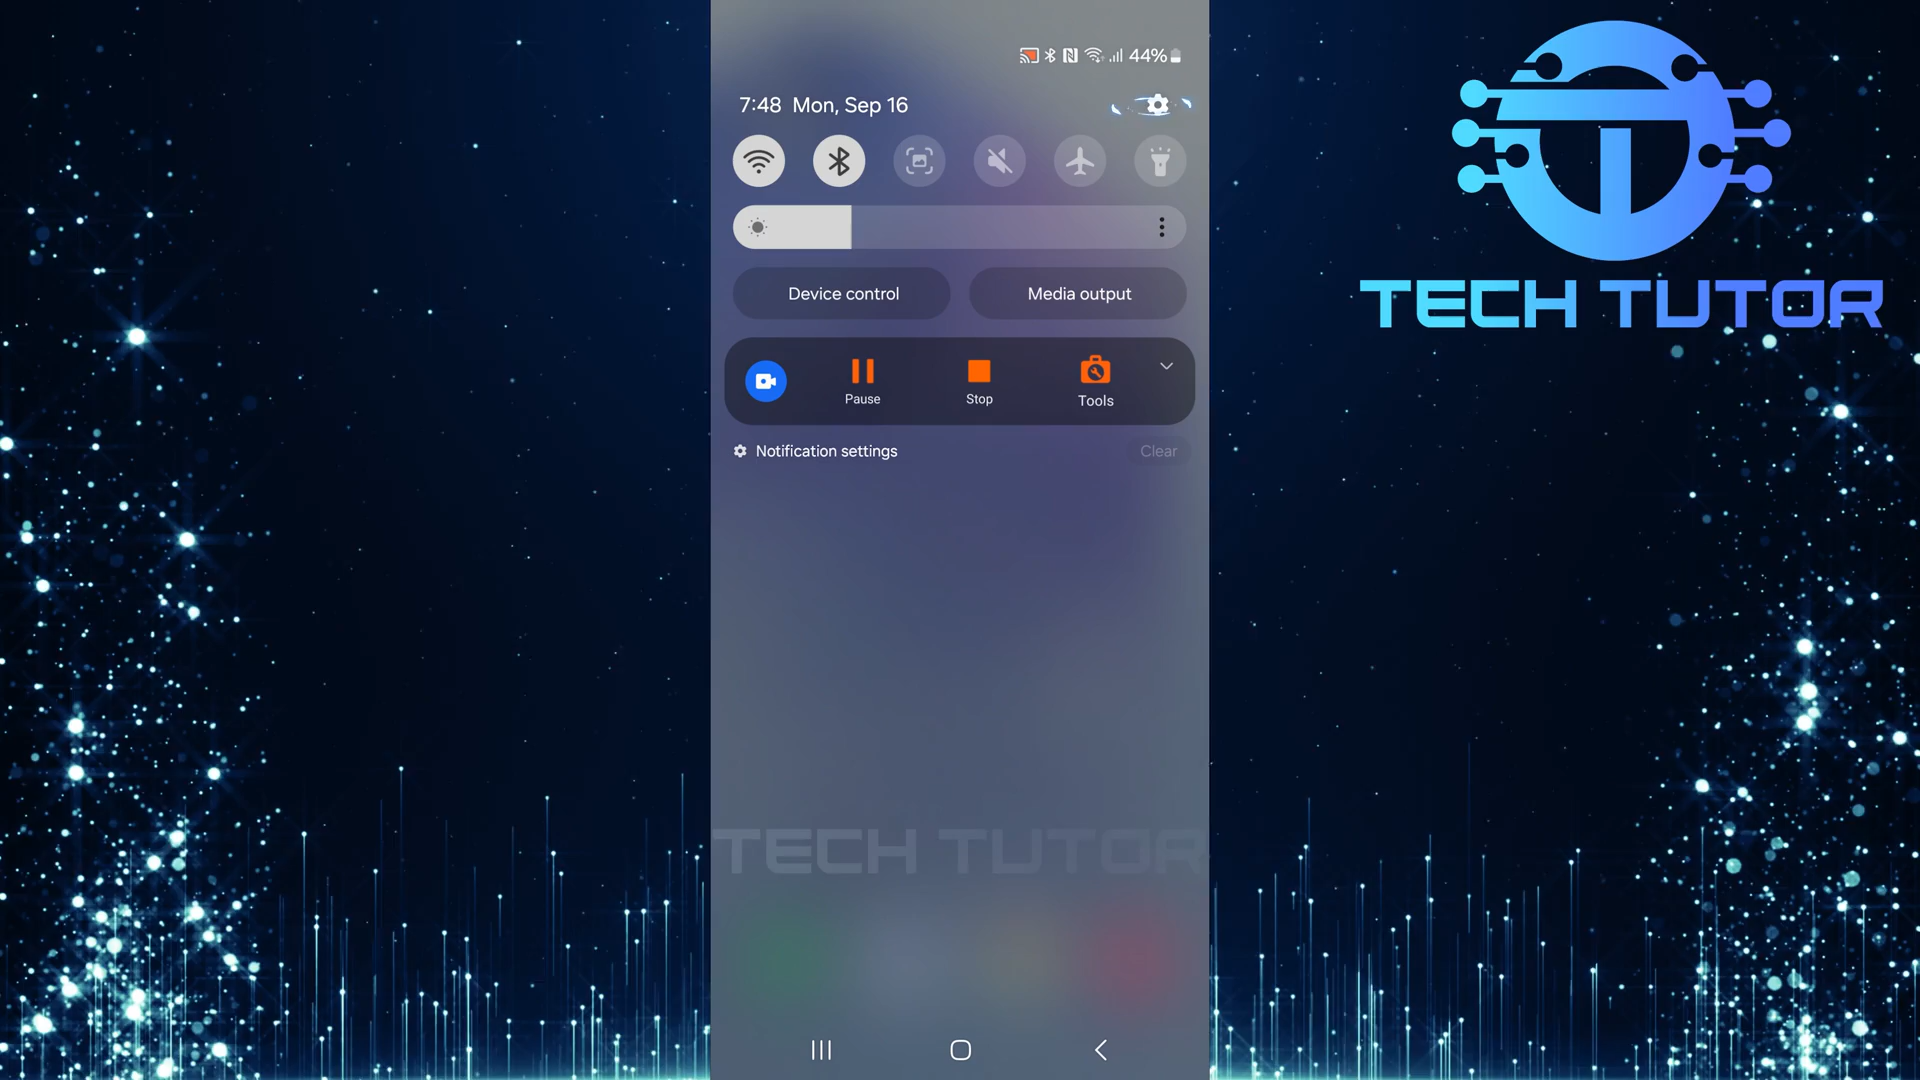 44%
7:48 Mon, Sep 16
TECH TUTOR
Device control Media output
Pause Stop Tools
Notification settings Clear
TECH TUTOR